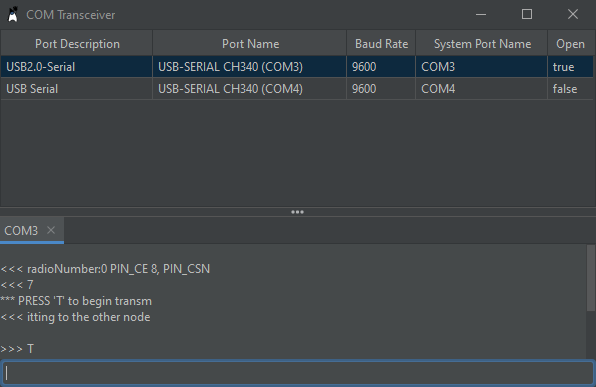 COM Transceiver
Port Description Port Name Baud Rate System Port Name Open
USB2.0-Serial USB-SERIAL CH340 (COM3) 9600 COM3 true
USB Serial USB-SERIAL CH340 (COM4) 9600 COM4 false
COM3
<<< radioNumber:0 PIN_CE 8, PIN_CSN
<<< 7
*** PRESS 'T' to begin transm
<<< itting to the other node
>>> T